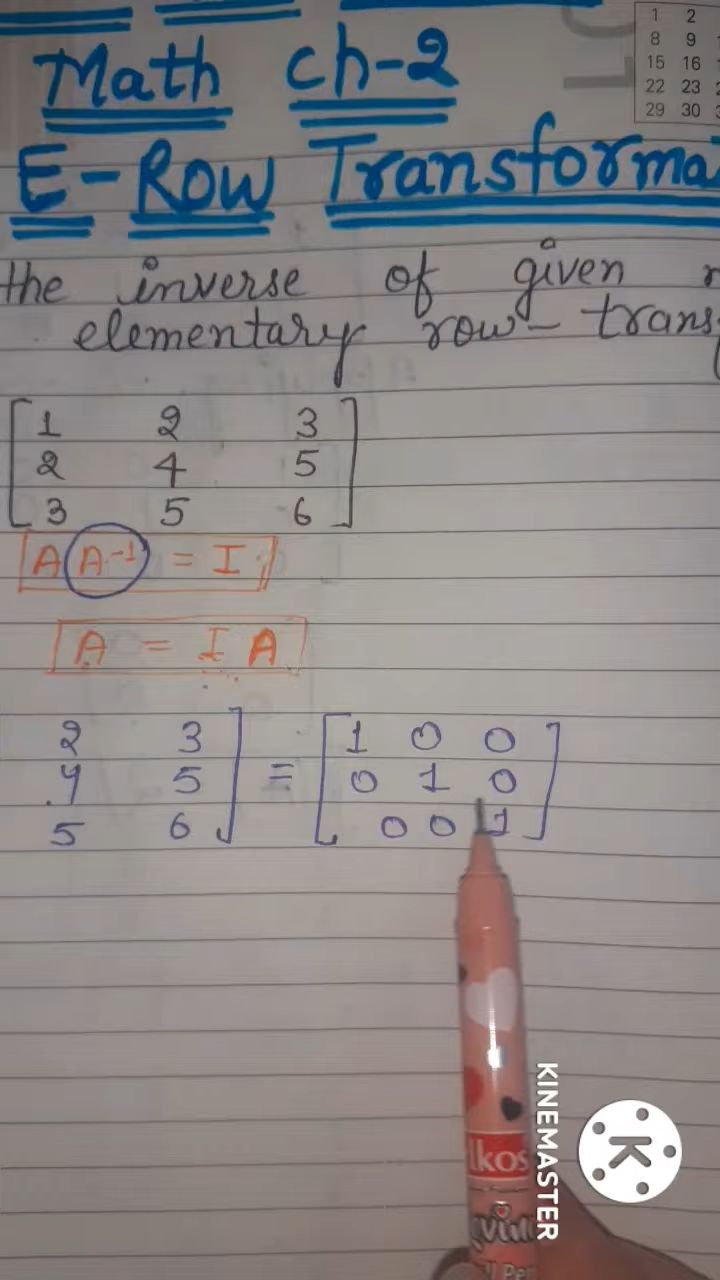 1 2
8 9
15 16
22 23
29 30
Math ch-2
E-Row Transforma
the inverse of given
elementary row- trans
1 2 3
2 4 5
3 5 6
A A⁻¹ = I
A = I A
2 3 1 0 0
4 5 = 0 1 0
5 6 0 0 1
KINEMASTER
K
lkos